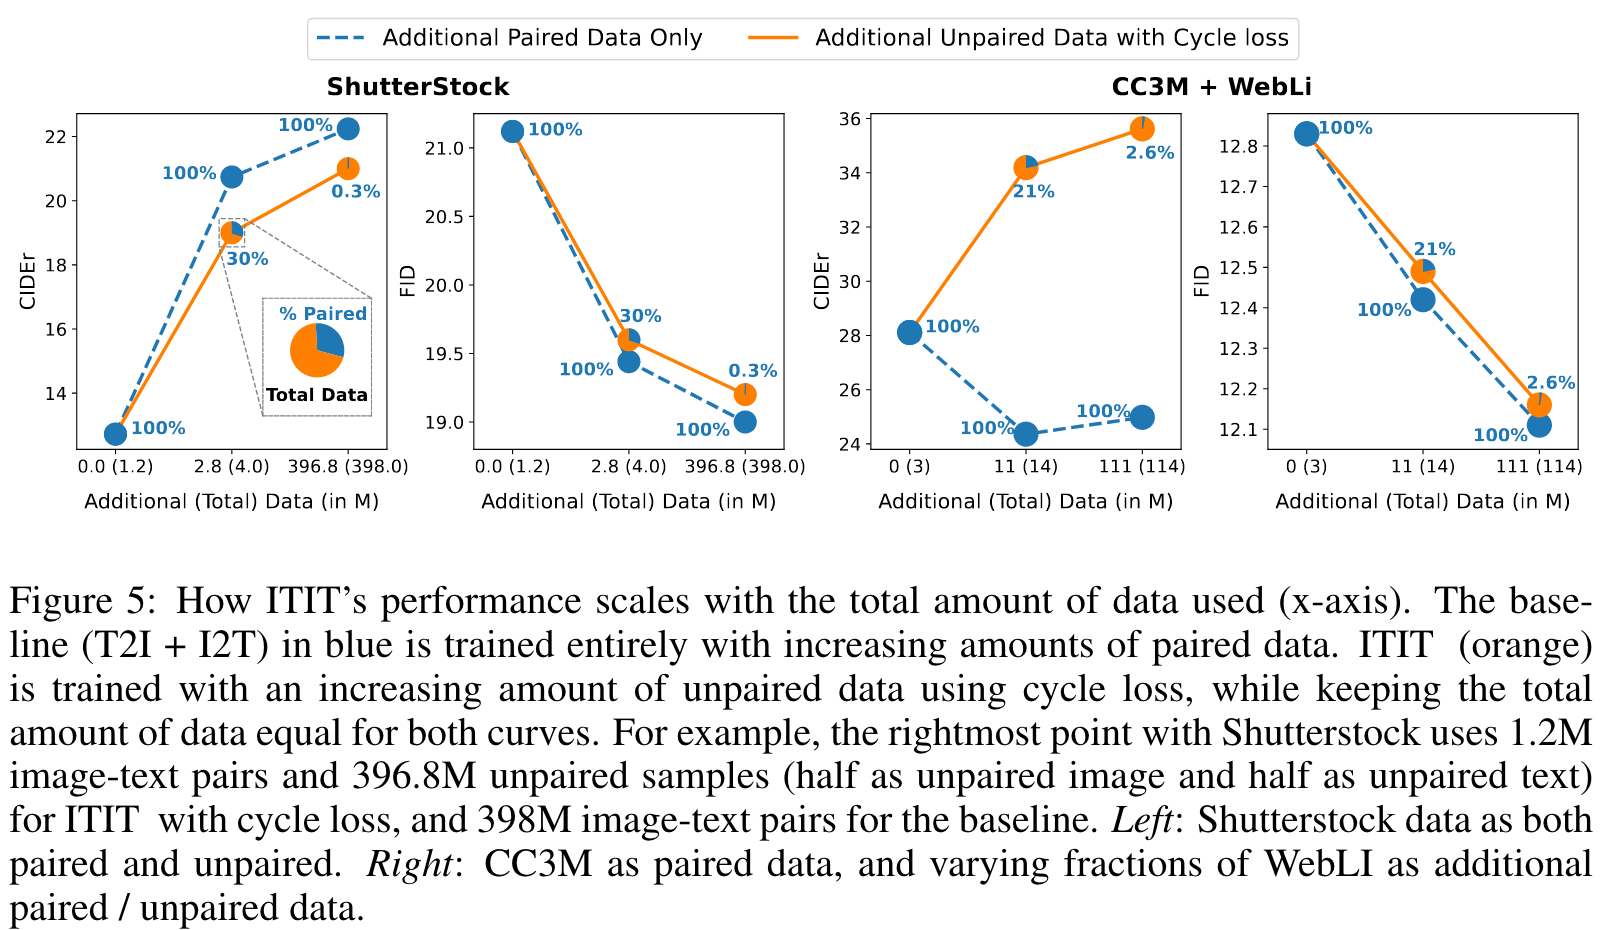 Additional Paired Data Only
Additional Unpaired Data with Cycle loss
ShutterStock
CC3M + WebLi
CIDEr
22
20
18
16
14
100%
100%
100%
30%
0.3%
% Paired
Total Data
0.0 (1.2)
2.8 (4.0)
396.8 (398.0)
Additional (Total) Data (in M)
FID
21.0
20.5
20.0
19.5
19.0
100%
30%
100%
0.3%
100%
0.0 (1.2)
2.8 (4.0)
396.8 (398.0)
Additional (Total) Data (in M)
CIDEr
36
34
32
30
28
26
24
100%
21%
2.6%
100%
100%
0 (3)
11 (14)
111 (114)
Additional (Total) Data (in M)
FID
12.8
12.7
12.6
12.5
12.4
12.3
12.2
12.1
100%
21%
100%
2.6%
100%
0 (3)
11 (14)
111 (114)
Additional (Total) Data (in M)
Figure 5: How ITIT's performance scales with the total amount of data used (x-axis). The base-
line (T2I + I2T) in blue is trained entirely with increasing amounts of paired data. ITIT (orange)
is trained with an increasing amount of unpaired data using cycle loss, while keeping the total
amount of data equal for both curves. For example, the rightmost point with Shutterstock uses 1.2M
image-text pairs and 396.8M unpaired samples (half as unpaired image and half as unpaired text)
for ITIT with cycle loss, and 398M image-text pairs for the baseline. Left: Shutterstock data as both
paired and unpaired. Right: CC3M as paired data, and varying fractions of WebLI as additional
paired / unpaired data.